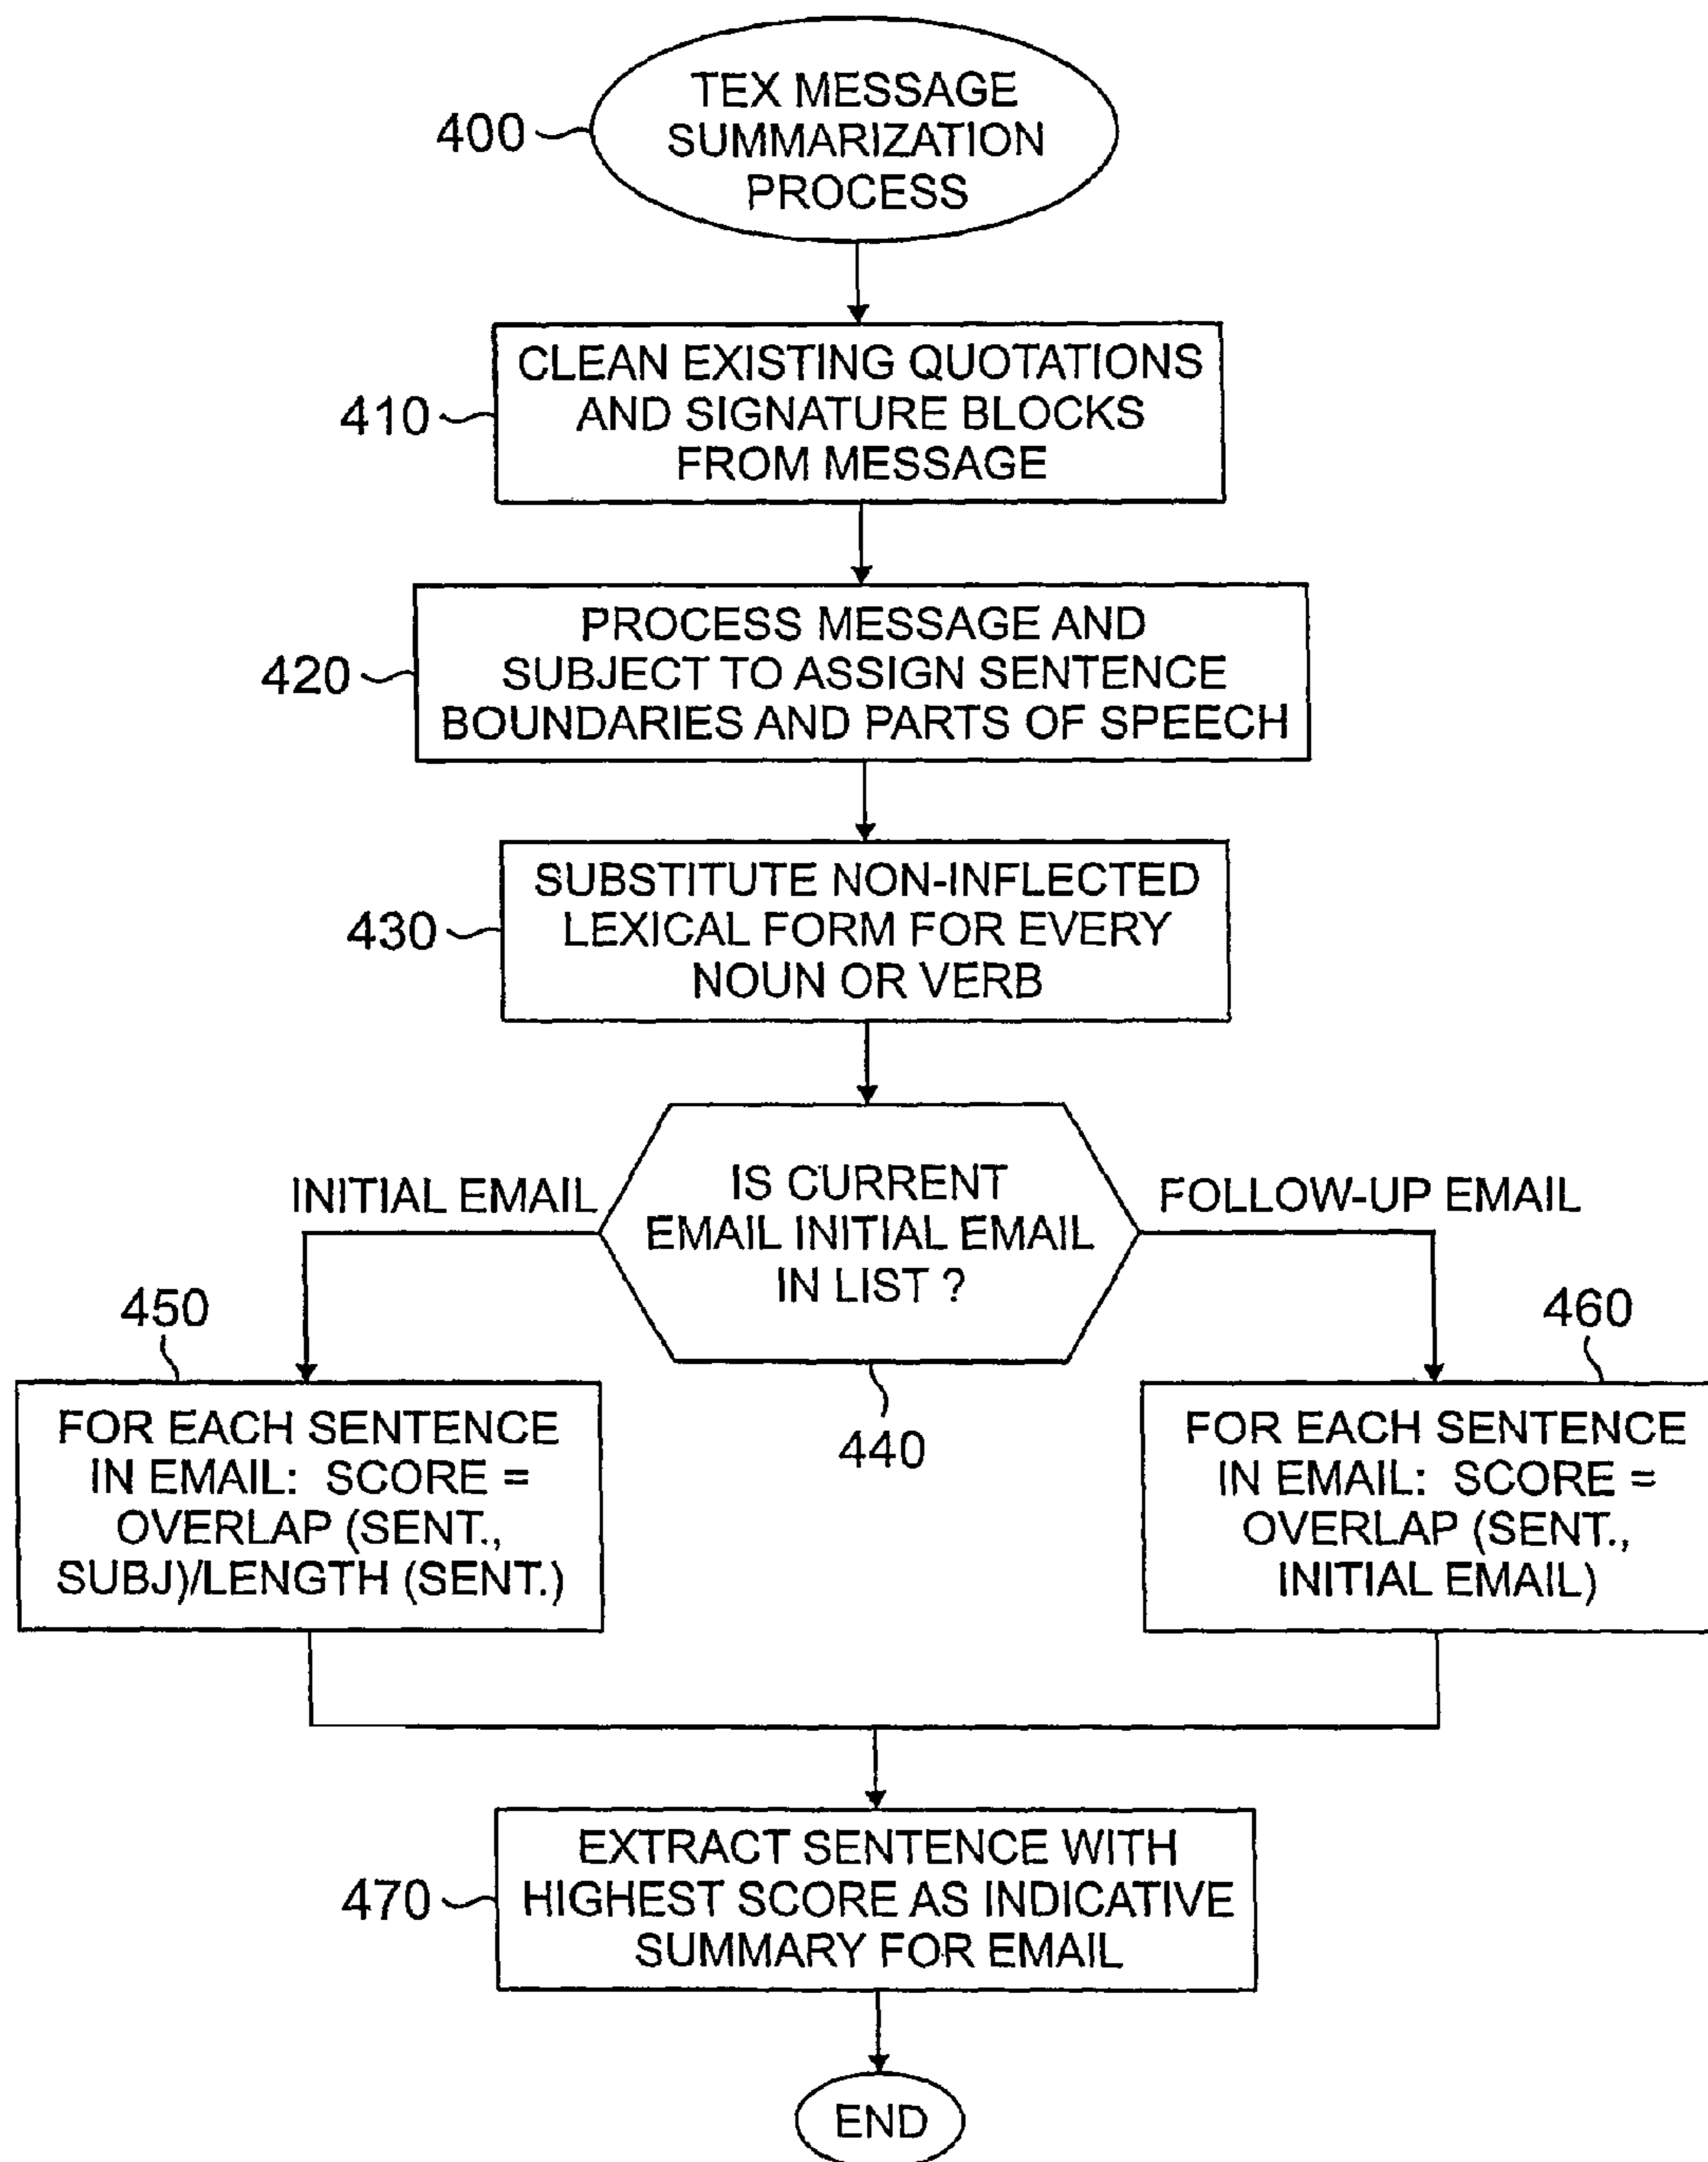 TEX MESSAGE
SUMMARIZATION
PROCESS
400
CLEAN EXISTING QUOTATIONS
AND SIGNATURE BLOCKS
FROM MESSAGE
410
PROCESS MESSAGE AND
SUBJECT TO ASSIGN SENTENCE
BOUNDARIES AND PARTS OF SPEECH
420
SUBSTITUTE NON-INFLECTED
LEXICAL FORM FOR EVERY
NOUN OR VERB
430
IS CURRENT
EMAIL INITIAL EMAIL
IN LIST ?
440
INITIAL EMAIL
FOLLOW-UP EMAIL
450
FOR EACH SENTENCE
IN EMAIL: SCORE =
OVERLAP (SENT.,
SUBJ)/LENGTH (SENT.)
460
FOR EACH SENTENCE
IN EMAIL: SCORE =
OVERLAP (SENT.,
INITIAL EMAIL)
EXTRACT SENTENCE WITH
HIGHEST SCORE AS INDICATIVE
SUMMARY FOR EMAIL
470
END